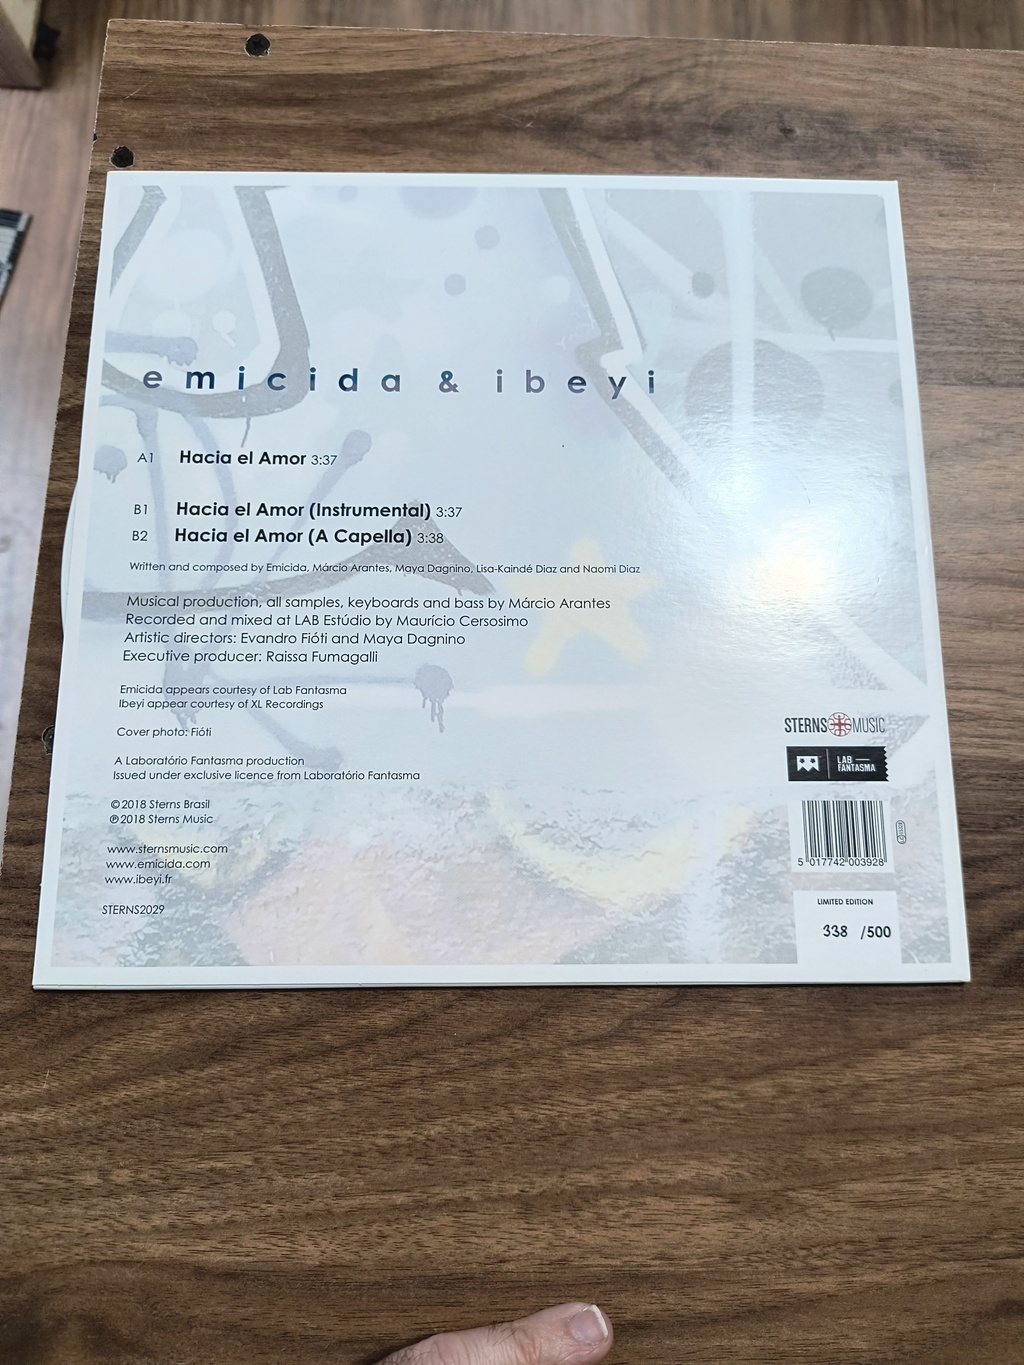 emicida & ibeyi
A1 Hacia el Amor 3:37
B1 Hacia el Amor (Instrumental) 3:37
B2 Hacia el Amor (A Capella) 3:38
Written and composed by Emicida, Márcio Arantes, Maya Dagnino, Lisa-Kaindé Diaz and Naomi Diaz
Musical production, all samples, keyboards and bass by Márcio Arantes
Recorded and mixed at LAB Estúdio by Maurício Cersosimo
Artistic directors: Evandro Fióti and Maya Dagnino
Executive producer: Raissa Fumagalli
Emicida appears courtesy of Lab Fantasma
Ibeyi appear courtesy of XL Recordings
Cover photo: Fióti
A Laboratório Fantasma production
Issued under exclusive licence from Laboratório Fantasma
©2018 Sterns Brasil
℗2018 Sterns Music
www.sternsmusic.com
www.emicida.com
www.ibeyi.fr
STERNS2029
STERNS MUSIC
LAB
FANTASMA
5 017742 003928
LIMITED EDITION
338 /500